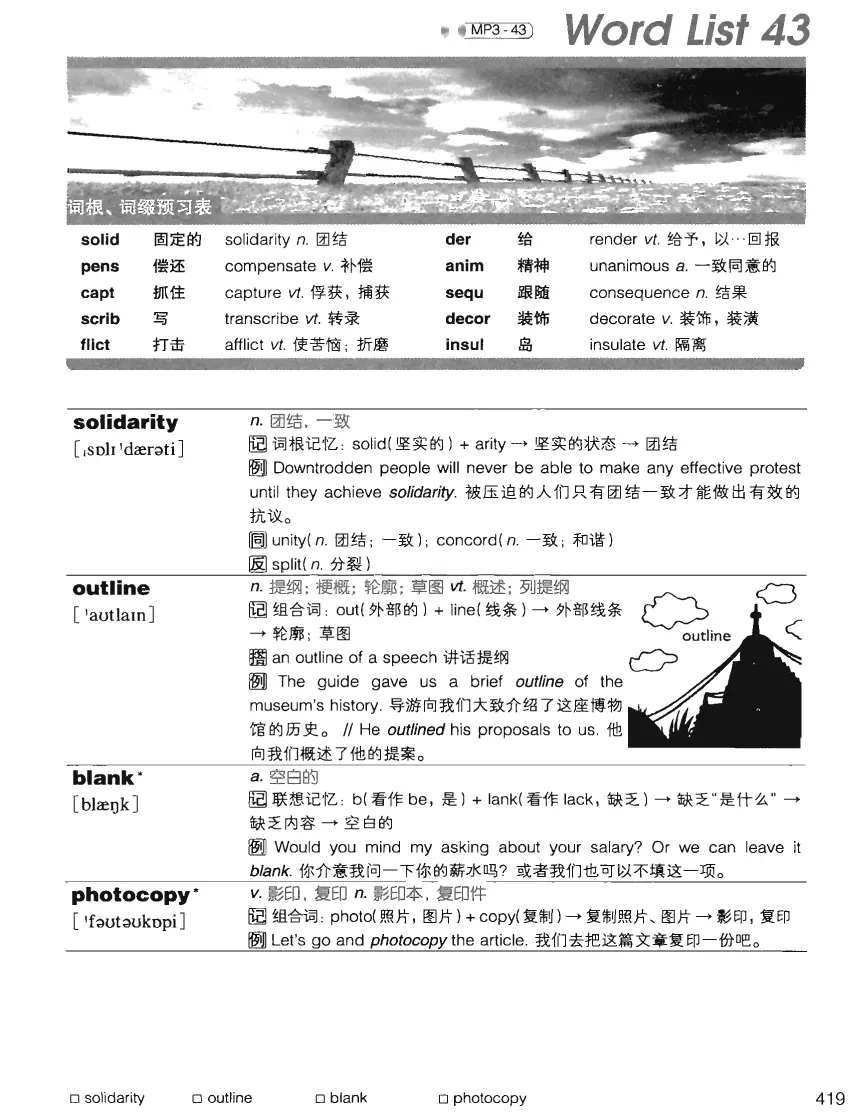 MP3-43 Word List 43
词根、词缀预习表
solid 固定的 solidarity n. 团结 der 给 render vt. 给予，以…回报
pens 偿还 compensate v. 补偿 anim 精神 unanimous a. 一致同意的
capt 抓住 capture vt. 俘获，捕获 sequ 跟随 consequence n. 结果
scrib 写 transcribe vt. 转录 decor 装饰 decorate v. 装饰，装潢
flict 打击 afflict vt. 使苦恼；折磨 insul 岛 insulate vt. 隔离
solidarity n. 团结，一致
[ˌsɒlɪˈdærəti] 记 词根记忆：solid(坚实的) + arity → 坚实的状态 → 团结
例 Downtrodden people will never be able to make any effective protest
until they achieve solidarity. 被压迫的人们只有团结一致才能做出有效的
抗议。
同 unity(n. 团结；一致)；concord(n. 一致；和谐)
反 split(n. 分裂)
outline n. 提纲；梗概；轮廓；草图 vt. 概述；列提纲
[ˈaʊtlaɪn] 记 组合词：out(外部的) + line(线条) → 外部线条
→ 轮廓；草图
outline
搭 an outline of a speech 讲话提纲
例 The guide gave us a brief outline of the
museum's history. 导游向我们大致介绍了这座博物
馆的历史。 // He outlined his proposals to us. 他
向我们概述了他的提案。
blank* a. 空白的
[blæŋk] 记 联想记忆：b(看作 be，是) + lank(看作 lack，缺乏) → 缺乏“是什么” →
缺乏内容 → 空白的
例 Would you mind my asking about your salary? Or we can leave it
blank. 你介意我问一下你的薪水吗？或者我们也可以不填这一项。
photocopy* v. 影印，复印 n. 影印本，复印件
[ˈfəʊtəʊkɒpi] 记 组合词：photo(照片，图片) + copy(复制) → 复制照片、图片 → 影印，复印
例 Let's go and photocopy the article. 我们去把这篇文章复印一份吧。
□ solidarity □ outline □ blank □ photocopy 419